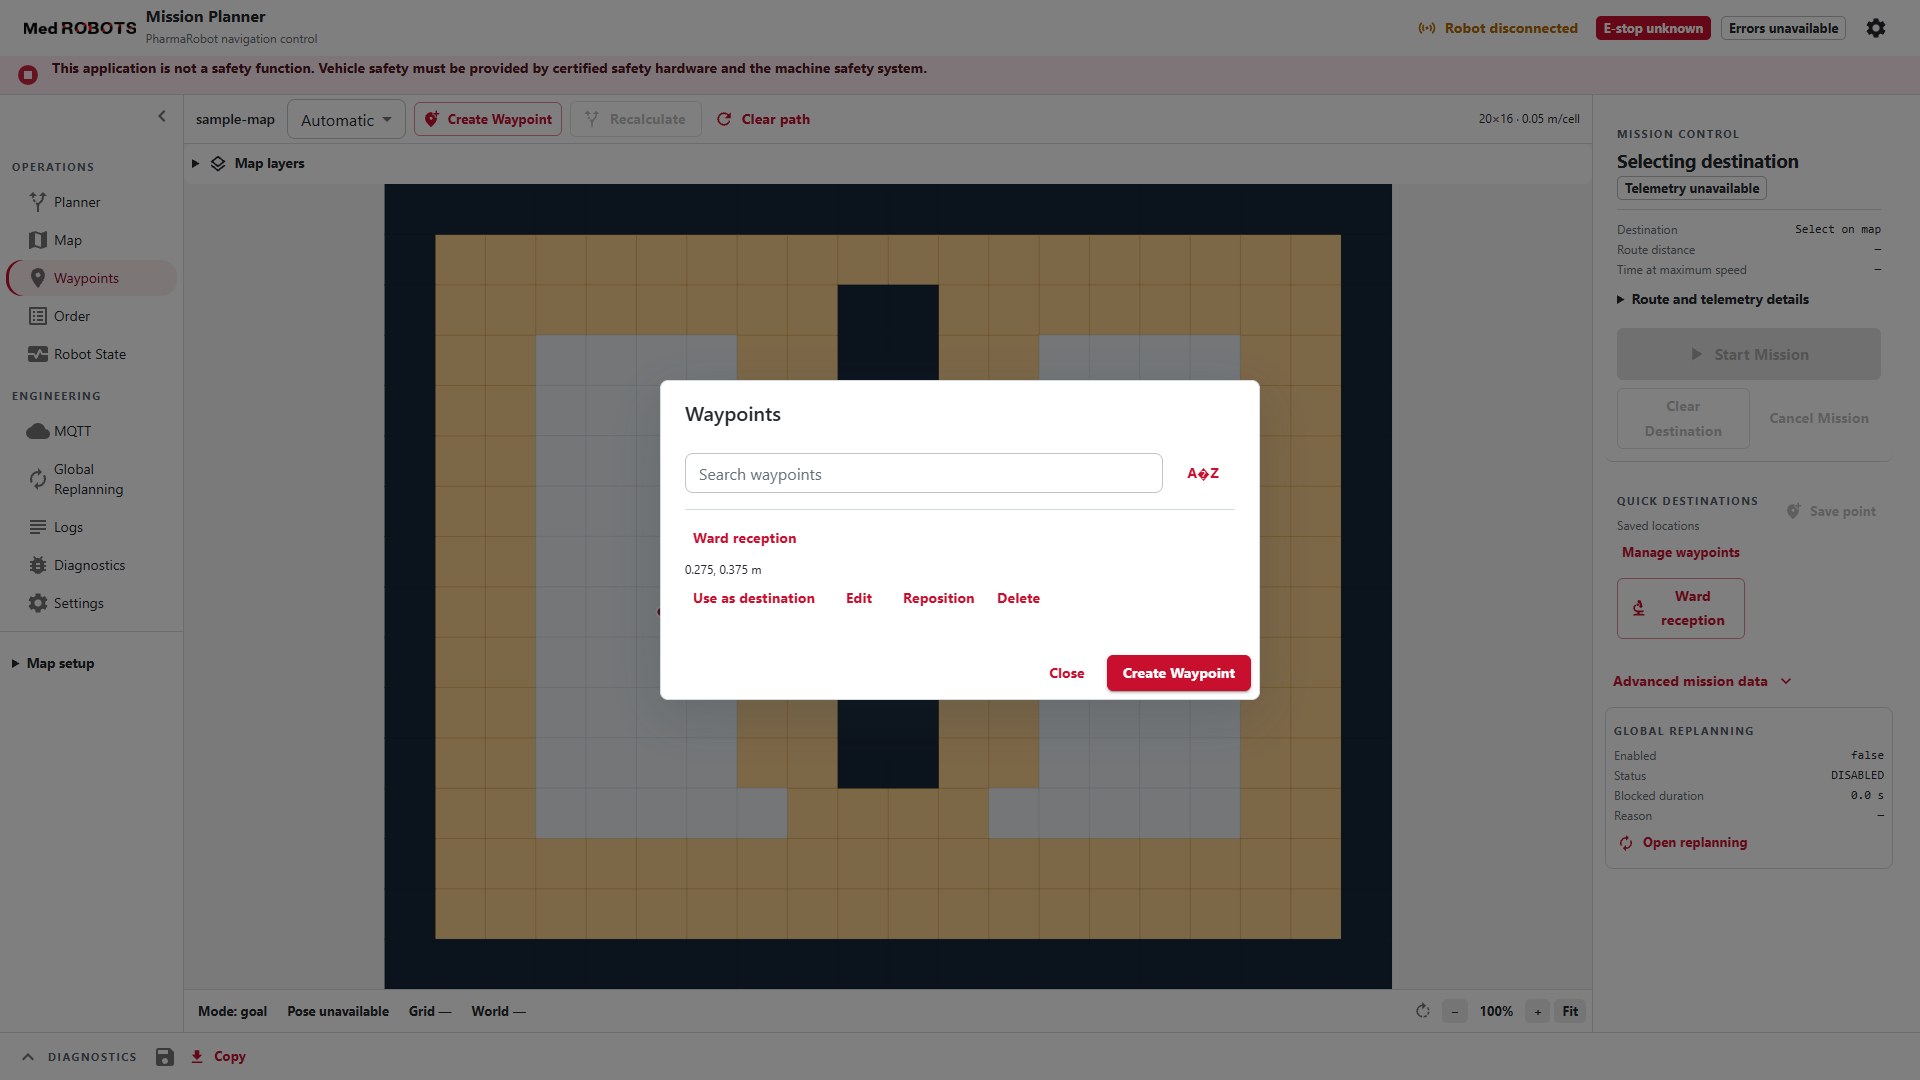 Med ROBOTS
Mission Planner
PharmaRobot navigation control
Robot disconnected
E-stop unknown
Errors unavailable
This application is not a safety function. Vehicle safety must be provided by certified safety hardware and the machine safety system.
sample-map
Automatic
Create Waypoint
Recalculate
Clear path
20×16 · 0.05 m/cell
Map layers
OPERATIONS
Planner
Map
Waypoints
Order
Robot State
ENGINEERING
MQTT
Global
Replanning
Logs
Diagnostics
Settings
Map setup
Waypoints
Search waypoints
A�Z
Ward reception
0.275, 0.375 m
Use as destination
Edit
Reposition
Delete
Close
Create Waypoint
MISSION CONTROL
Selecting destination
Telemetry unavailable
Destination Select on map
Route distance —
Time at maximum speed —
Route and telemetry details
Start Mission
Clear
Destination
Cancel Mission
QUICK DESTINATIONS
Saved locations
Save point
Manage waypoints
Ward
reception
Advanced mission data
GLOBAL REPLANNING
Enabled false
Status DISABLED
Blocked duration 0.0 s
Reason —
Open replanning
Mode: goal
Pose unavailable
Grid —
World —
− 100% + Fit
DIAGNOSTICS
Copy